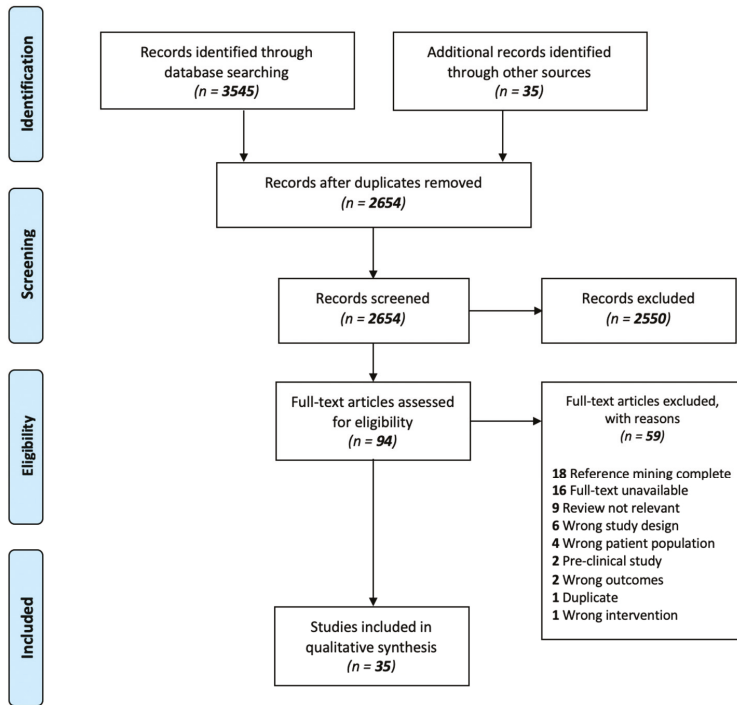 Identification
Records identified through
database searching
(n = 3545)
Additional records identified
through other sources
(n = 35)
Records after duplicates removed
(n = 2654)
Screening
Records screened
(n = 2654)
Records excluded
(n = 2550)
Eligibility
Full-text articles assessed
for eligibility
(n = 94)
Full-text articles excluded,
with reasons
(n = 59)
18 Reference mining complete
16 Full-text unavailable
9 Review not relevant
6 Wrong study design
4 Wrong patient population
2 Pre-clinical study
2 Wrong outcomes
1 Duplicate
1 Wrong intervention
Included
Studies included in
qualitative synthesis
(n = 35)